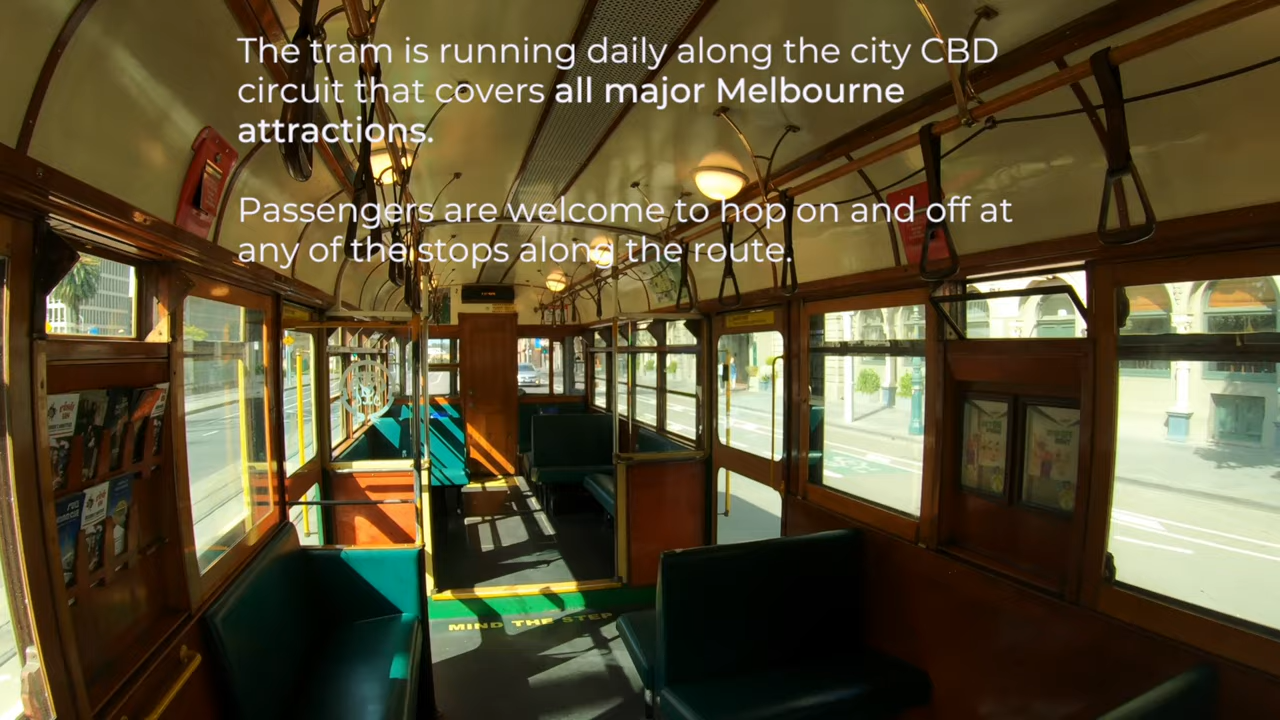 The tram is running daily along the city CBD
circuit that covers all major Melbourne
attractions.
Passengers are welcome to hop on and off at
any of the stops along the route.
MIND THE STEP